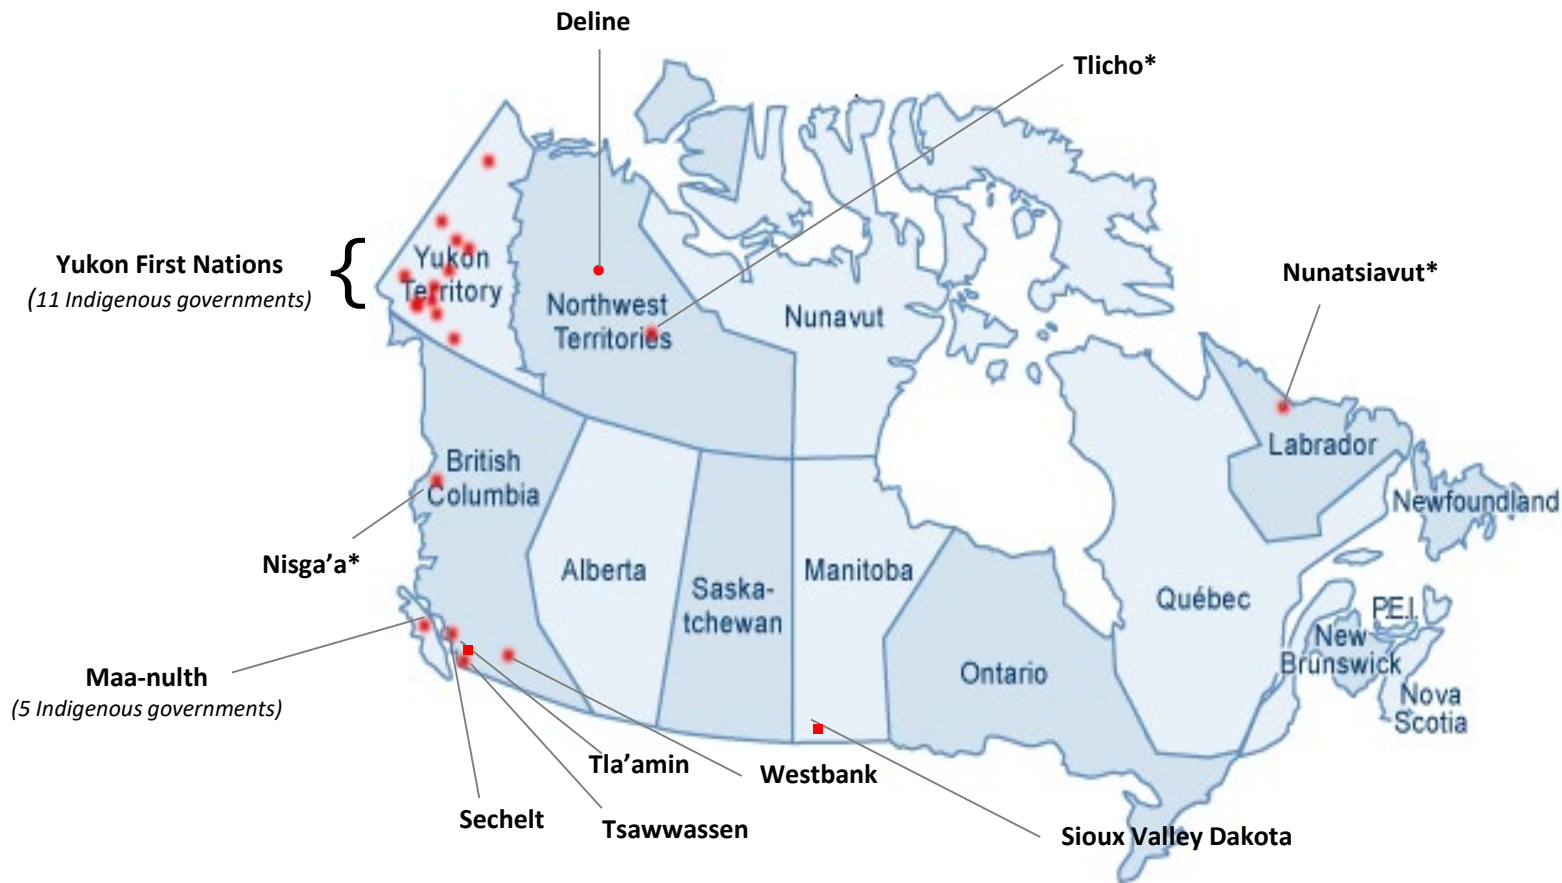 Deline
Tlicho*
Yukon First Nations
(11 Indigenous governments)
{
Yukon
Territory
Northwest
Territories
Nunavut
Nunatsiavut*
British
Columbia
Labrador
Newfoundland
Nisga’a*
Alberta
Saska-
tchewan
Manitoba
Québec
P.E.I.
New
Brunswick
Ontario
Nova
Scotia
Maa-nulth
(5 Indigenous governments)
Tla’amin
Westbank
Sechelt
Tsawwassen
Sioux Valley Dakota